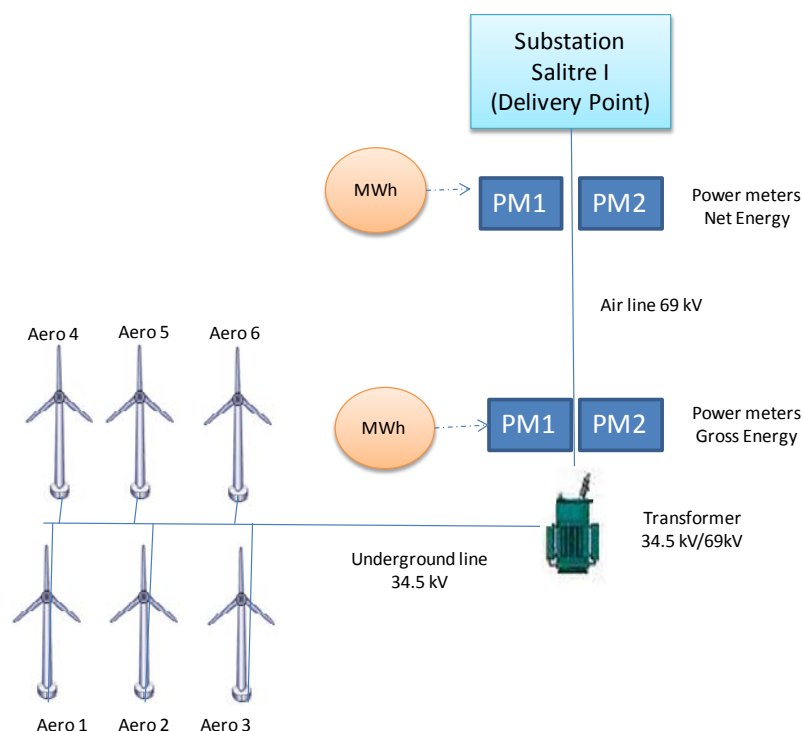 Substation
Salitre I
(Delivery Point)
MWh
PM1
PM2
Power meters
Net Energy
Air line 69 kV
Aero 4
Aero 5
Aero 6
MWh
PM1
PM2
Power meters
Gross Energy
Transformer
34.5 kV/69kV
Underground line
34.5 kV
Aero 1
Aero 2
Aero 3